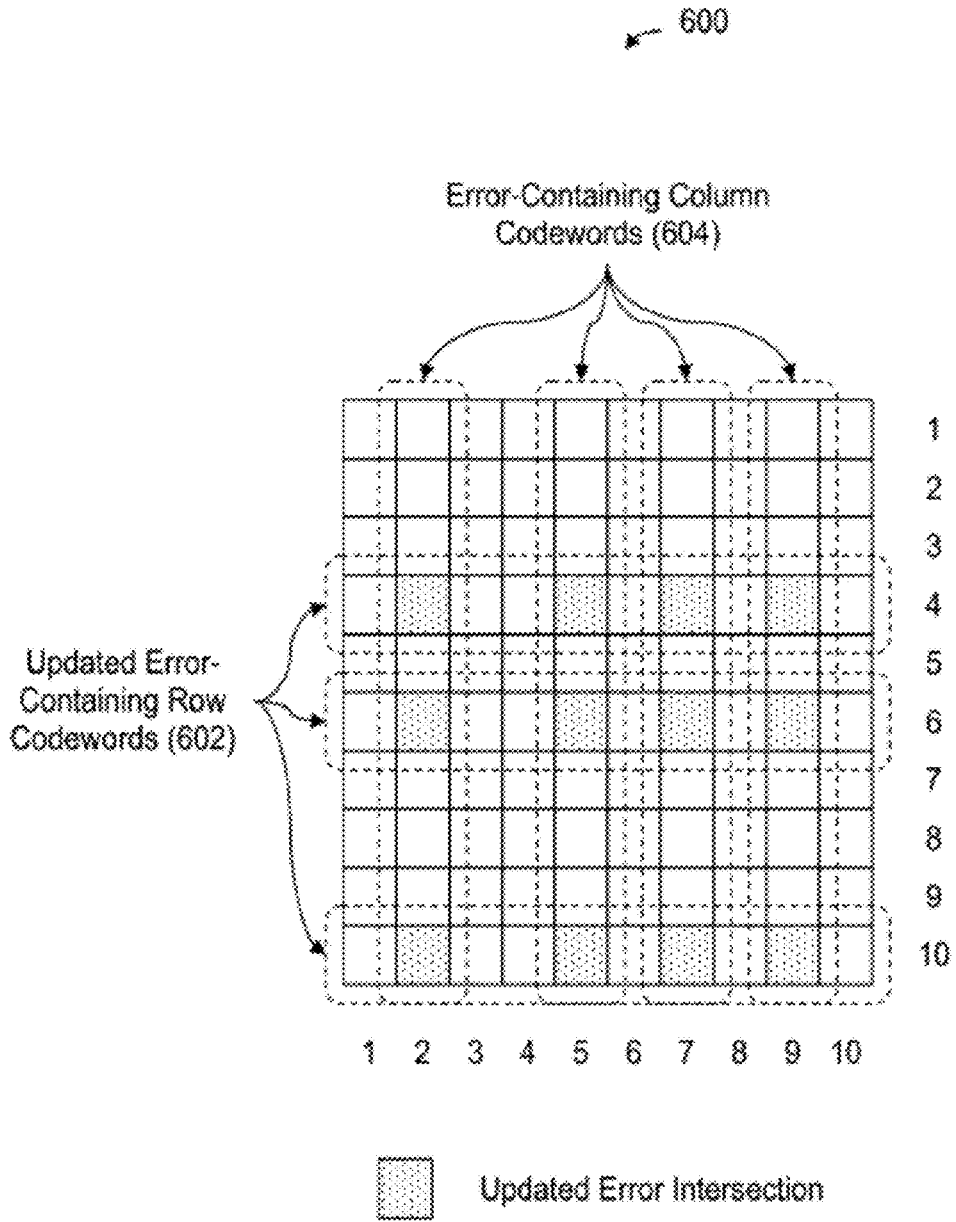 600
Error-Containing Column
Codewords (604)
1
2
3
4
5
6
7
8
9
10
Updated Error-
Containing Row
Codewords (602)
1 2 3 4 5 6 7 8 9 10
Updated Error Intersection